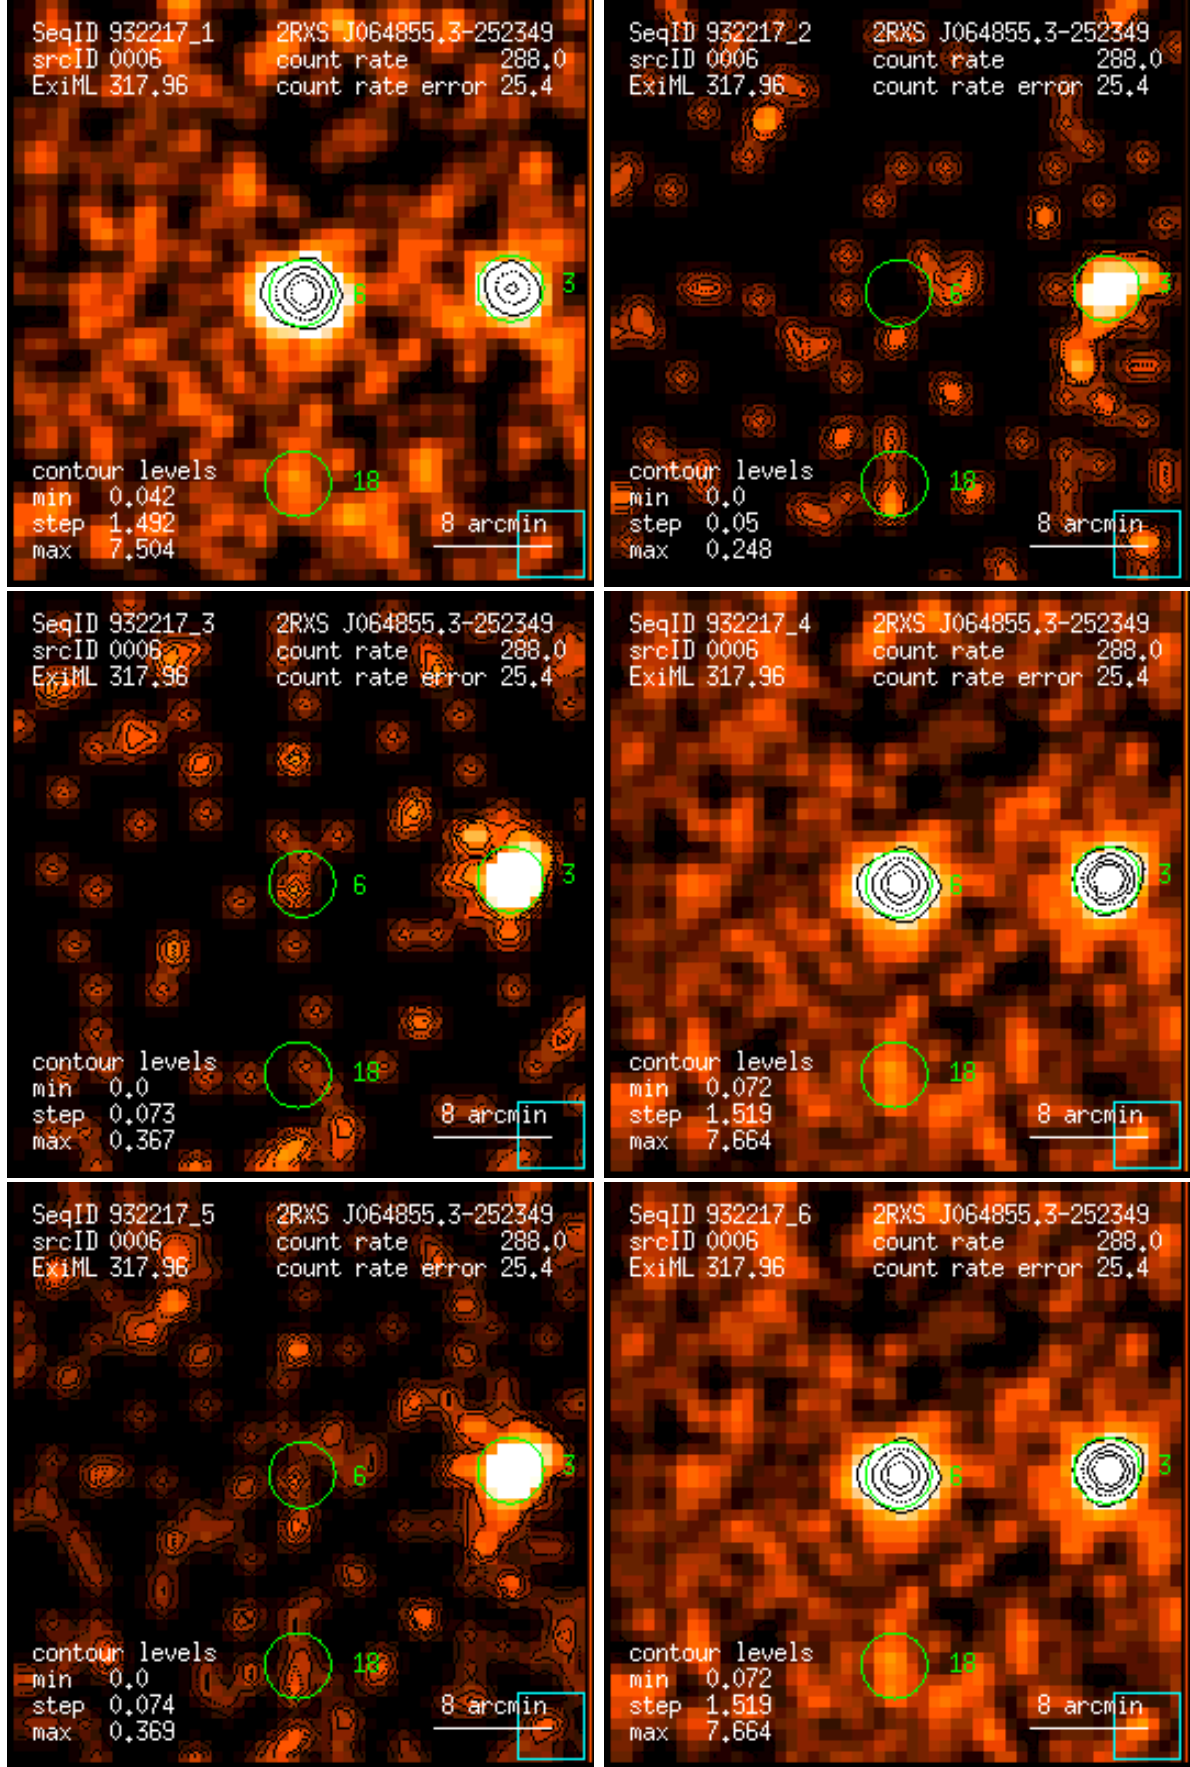 SeqID 932217_1 2RXS J064855.3-252349
srcID 0006 count rate 288.0
ExiML 317.96 count rate error 25.4
6
3
18
contour levels
min 0.042
step 1.492
max 7.504
8 arcmin
SeqID 932217_2 2RXS J064855.3-252349
srcID 0006 count rate 288.0
ExiML 317.96 count rate error 25.4
6
3
18
contour levels
min 0.0
step 0.05
max 0.248
8 arcmin
SeqID 932217_3 2RXS J064855.3-252349
srcID 0006 count rate 288.0
ExiML 317.96 count rate error 25.4
6
3
18
contour levels
min 0.0
step 0.073
max 0.367
8 arcmin
SeqID 932217_4 2RXS J064855.3-252349
srcID 0006 count rate 288.0
ExiML 317.96 count rate error 25.4
6
3
18
contour levels
min 0.072
step 1.519
max 7.664
8 arcmin
SeqID 932217_5 2RXS J064855.3-252349
srcID 0006 count rate 288.0
ExiML 317.96 count rate error 25.4
6
3
18
contour levels
min 0.0
step 0.074
max 0.369
8 arcmin
SeqID 932217_6 2RXS J064855.3-252349
srcID 0006 count rate 288.0
ExiML 317.96 count rate error 25.4
6
3
18
contour levels
min 0.072
step 1.519
max 7.664
8 arcmin